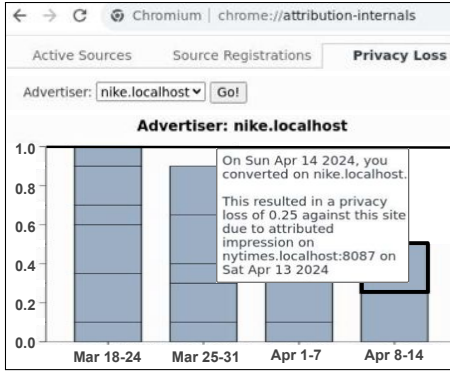 Chromium | chrome://attribution-internals
Active Sources Source Registrations Privacy Loss
Advertiser: nike.localhost Go!
Advertiser: nike.localhost
1.0
0.8
0.6
0.4
0.2
0.0
On Sun Apr 14 2024, you
converted on nike.localhost.
This resulted in a privacy
loss of 0.25 against this site
due to attributed
impression on
nytimes.localhost:8087 on
Sat Apr 13 2024
Mar 18-24 Mar 25-31 Apr 1-7 Apr 8-14